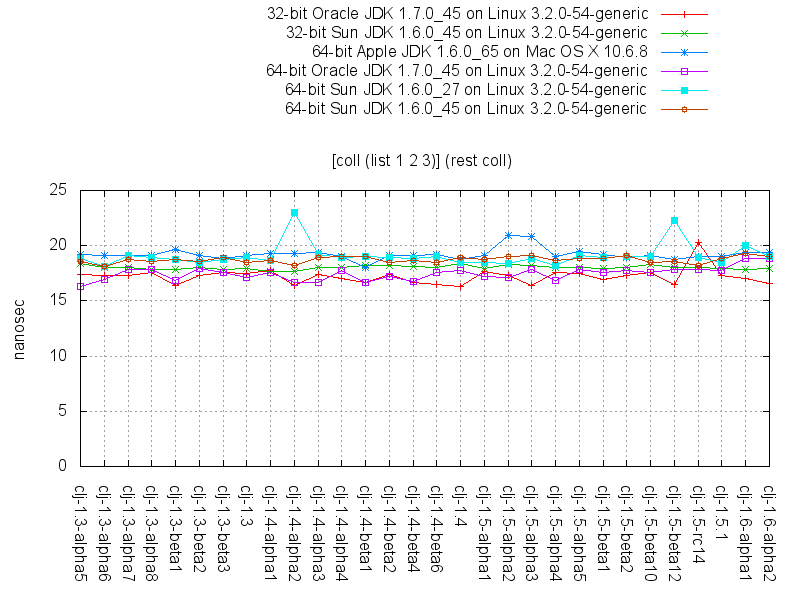 32-bit Oracle JDK 1.7.0_45 on Linux 3.2.0-54-generic
32-bit Sun JDK 1.6.0_45 on Linux 3.2.0-54-generic
64-bit Apple JDK 1.6.0_65 on Mac OS X 10.6.8
64-bit Oracle JDK 1.7.0_45 on Linux 3.2.0-54-generic
64-bit Sun JDK 1.6.0_27 on Linux 3.2.0-54-generic
64-bit Sun JDK 1.6.0_45 on Linux 3.2.0-54-generic
[coll (list 1 2 3)] (rest coll)
25
20
15
10
5
0
nanosec
clj-1.3-alpha5
clj-1.3-alpha6
clj-1.3-alpha7
clj-1.3-alpha8
clj-1.3-beta1
clj-1.3-beta2
clj-1.3-beta3
clj-1.3
clj-1.4-alpha1
clj-1.4-alpha2
clj-1.4-alpha3
clj-1.4-alpha4
clj-1.4-beta1
clj-1.4-beta2
clj-1.4-beta4
clj-1.4-beta6
clj-1.4
clj-1.5-alpha1
clj-1.5-alpha2
clj-1.5-alpha3
clj-1.5-alpha4
clj-1.5-alpha5
clj-1.5-beta1
clj-1.5-beta2
clj-1.5-beta10
clj-1.5-beta12
clj-1.5-rc14
clj-1.5.1
clj-1.6-alpha1
clj-1.6-alpha2